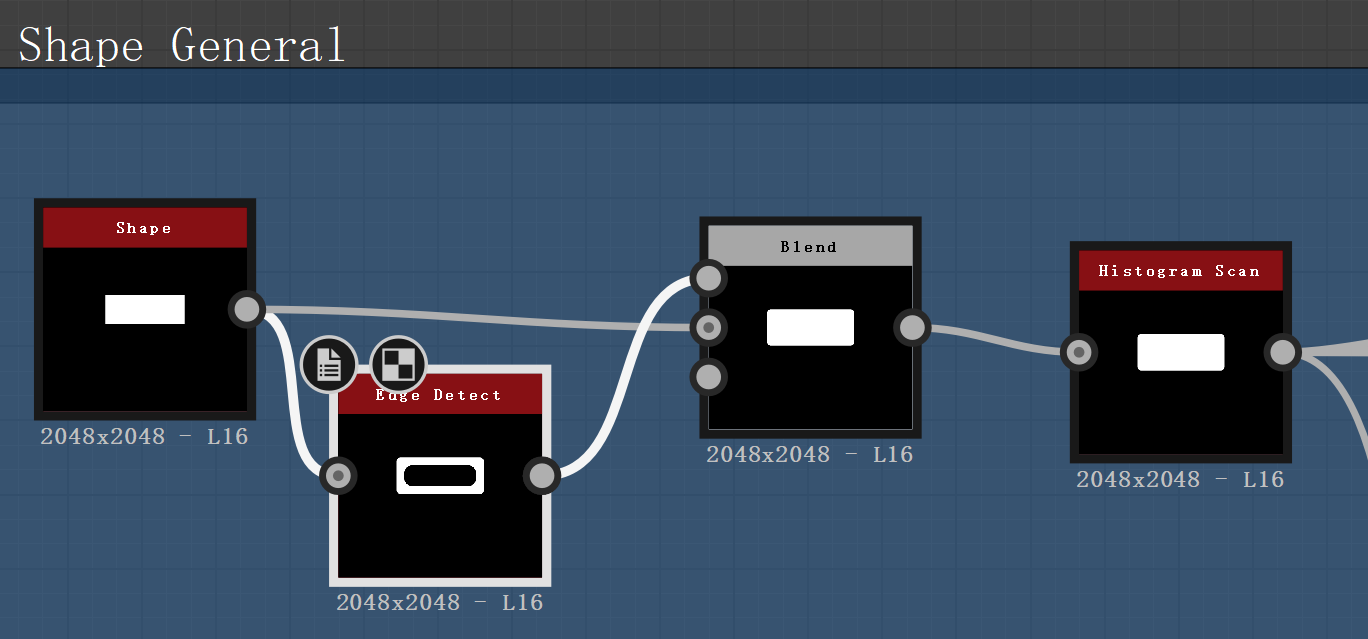 Shape General
Shape
2048x2048 - L16
Edge Detect
2048x2048 - L16
Blend
2048x2048 - L16
Histogram Scan
2048x2048 - L16